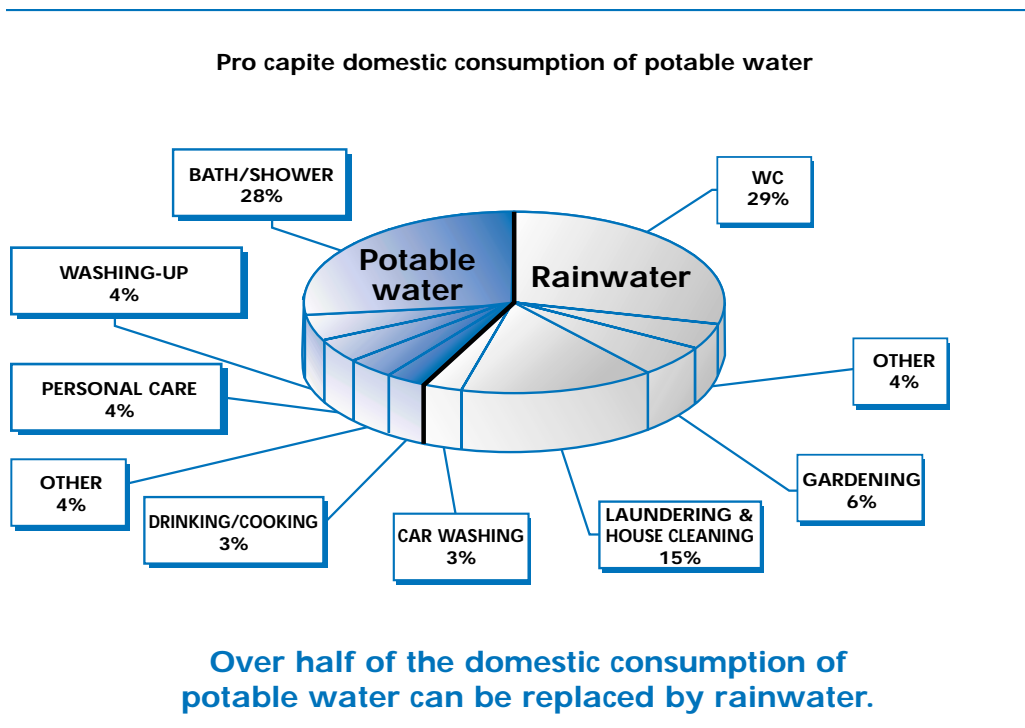 Pro capite domestic consumption of potable water
BATH/SHOWER
28%
WC
29%
Potable
water
Rainwater
WASHING-UP
4%
PERSONAL CARE
4%
OTHER
4%
OTHER
4%
GARDENING
6%
DRINKING/COOKING
3%
CAR WASHING
3%
LAUNDERING &
HOUSE CLEANING
15%
Over half of the domestic consumption of
potable water can be replaced by rainwater.